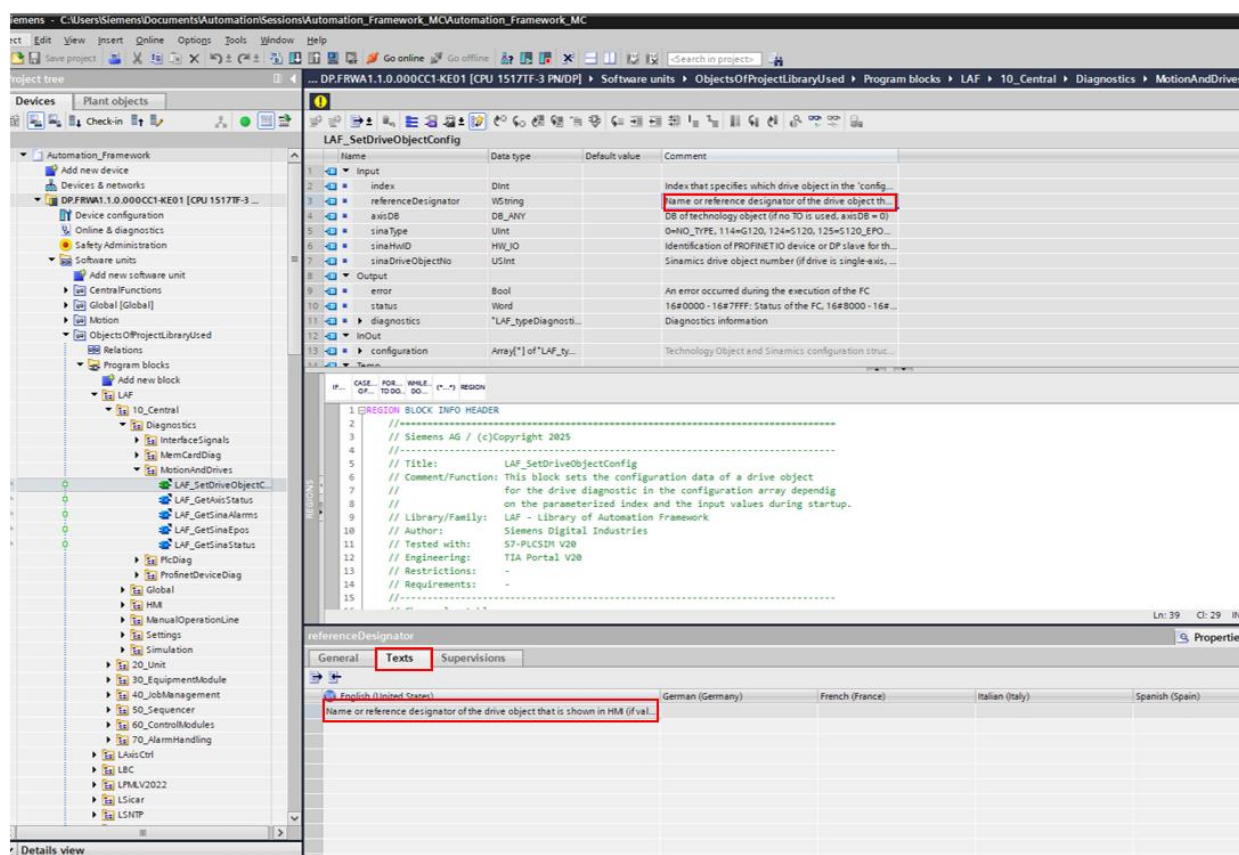 iemens - C:\Users\Siemens\Documents\Automation\Sessions\Automation_Framework_MC\Automation_Framework_MC
ect Edit View Insert Online Options Tools Window Help
Save project Go online Go offline <Search in project>
roject tree
... DP.FRWA1.1.0.000CC1-KE01 [CPU 1517TF-3 PN/DP] Software units ObjectsOfProjectLibraryUsed Program blocks LAF 10_Central Diagnostics MotionAndDrives
Devices Plant objects
Check-in
LAF_SetDriveObjectConfig
Name Data type Default value Comment
1 Input
2 index DInt Index that specifies which drive object in the 'config...
3 referenceDesignator WString Name or reference designator of the drive object th...
4 axisDB DB_ANY DB of technology object (if no TO is used, axisDB = 0)
5 sinaType UInt 0=NO_TYPE, 114=G120, 124=S120, 125=S120_EPO...
6 sinaHwID HW_IO Identification of PROFINET IO device or DP slave for th...
7 sinaDriveObjectNo USInt Sinamics drive object number (if drive is single-axis, ...
8 Output
9 error Bool An error occurred during the execution of the FC
10 status Word 16#0000 - 16#7FFF: Status of the FC, 16#8000 - 16#...
11 diagnostics "LAF_typeDiagnosti... Diagnostics information
12 InOut
13 configuration Array[*] of "LAF_ty... Technology Object and Sinamics configuration struc...
14 Temp
Automation_Framework
Add new device
Devices & networks
DP.FRWA1.1.0.000CC1-KE01 [CPU 1517TF-3 ...
Device configuration
Online & diagnostics
Safety Administration
Software units
Add new software unit
CentralFunctions
Global [Global]
Motion
ObjectsOfProjectLibraryUsed
Relations
Program blocks
Add new block
LAF
10_Central
Diagnostics
InterfaceSignals
MemCardDiag
MotionAndDrives
LAF_SetDriveObjectC...
LAF_GetAxisStatus
LAF_GetSinaAlarms
LAF_GetSinaEpos
LAF_GetSinaStatus
PlcDiag
ProfinetDeviceDiag
Global
HMI
ManualOperationLine
Settings
Simulation
20_Unit
30_EquipmentModule
40_JobManagement
50_Sequencer
60_ControlModules
70_AlarmHandling
LAxisCtrl
LBC
LPMLV2022
LSicar
LSNTP
Details view
IF... CASE... FOR... WHILE... (*...*) REGION
OF... TO DO... DO...
REGIONS
1 REGION BLOCK INFO HEADER
2 //===============================================================================
3 // Siemens AG / (c)Copyright 2025
4 //-------------------------------------------------------------------------------
5 // Title: LAF_SetDriveObjectConfig
6 // Comment/Function: This block sets the configuration data of a drive object
7 // for the drive diagnostic in the configuration array dependig
8 // on the parameterized index and the input values during startup.
9 // Library/Family: LAF - Library of Automation Framework
10 // Author: Siemens Digital Industries
11 // Tested with: S7-PLCSIM V20
12 // Engineering: TIA Portal V20
13 // Restrictions: -
14 // Requirements: -
15 //-------------------------------------------------------------------------------
Ln: 39 Cl: 29 IN
referenceDesignator Propertie
General Texts Supervisions
English (United States) German (Germany) French (France) Italian (Italy) Spanish (Spain)
Name or reference designator of the drive object that is shown in HMI (if val...